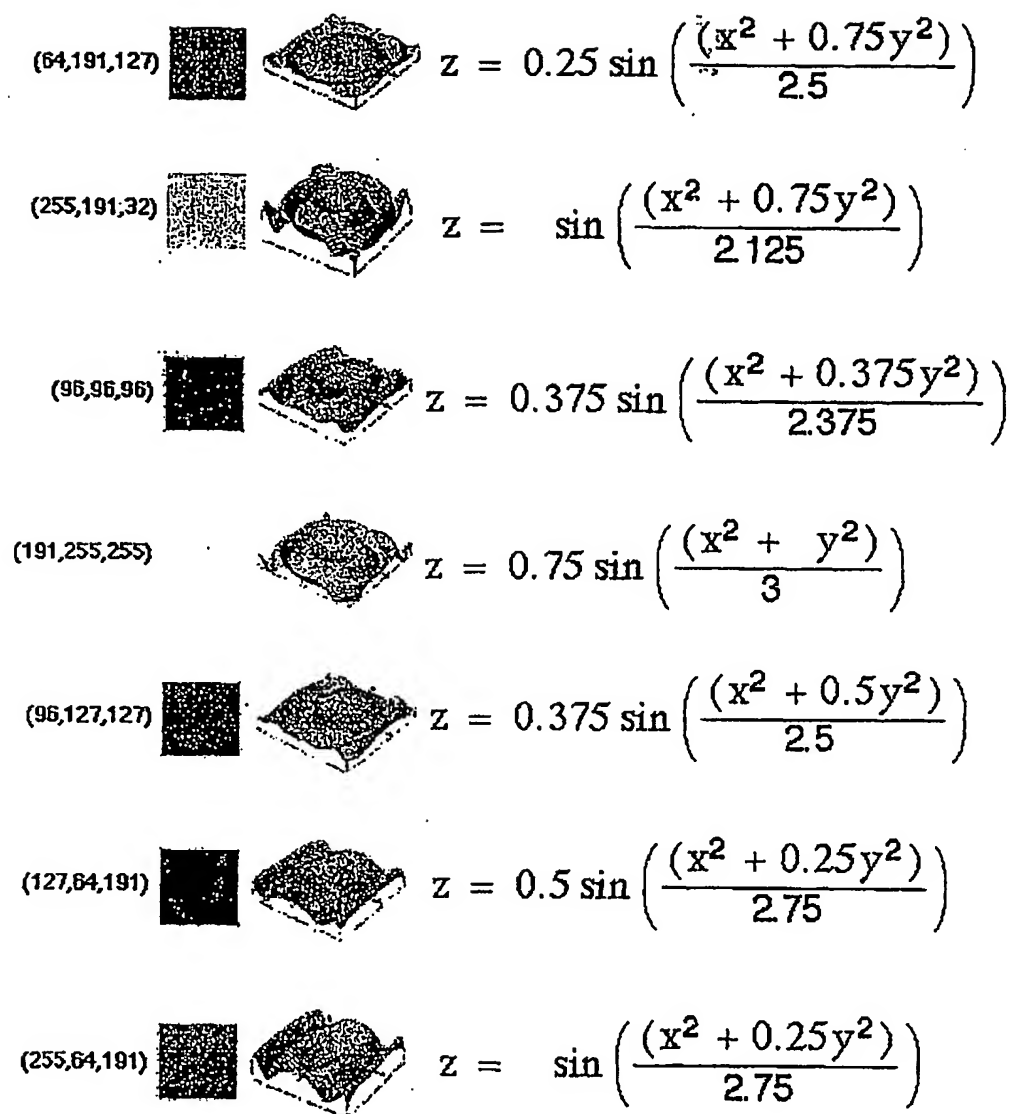 (64,191,127) z = 0.25 sin((x² + 0.75y²)/2.5)
(255,191,32) z = sin((x² + 0.75y²)/2.125)
(96,96,96) z = 0.375 sin((x² + 0.375y²)/2.375)
(191,255,255) z = 0.75 sin((x² + y²)/3)
(96,127,127) z = 0.375 sin((x² + 0.5y²)/2.5)
(127,64,191) z = 0.5 sin((x² + 0.25y²)/2.75)
(255,64,191) z = sin((x² + 0.25y²)/2.75)